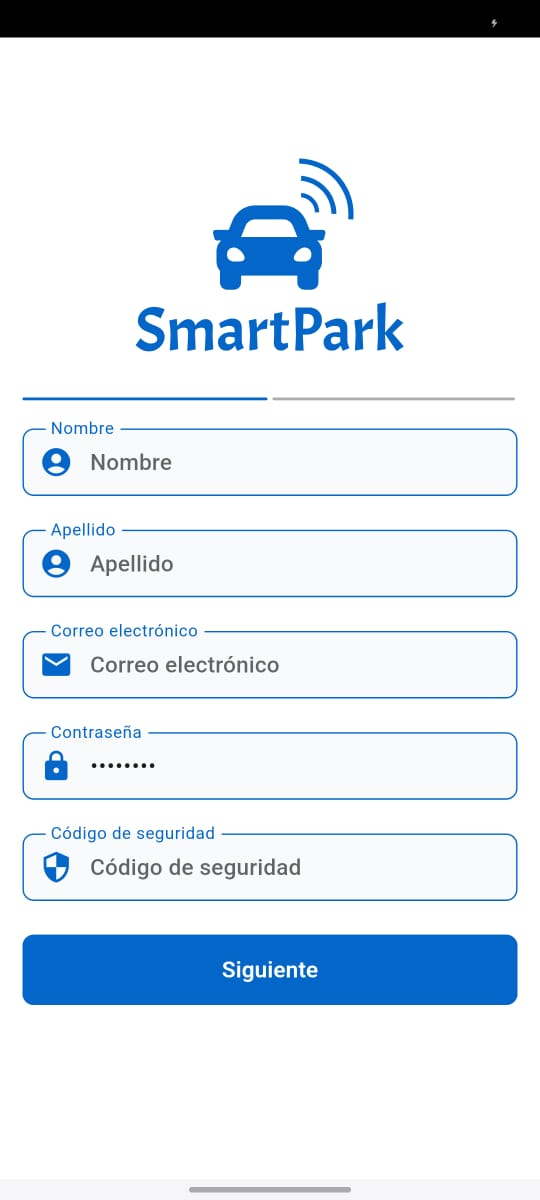 SmartPark
Nombre
Nombre
Apellido
Apellido
Correo electrónico
Correo electrónico
Contraseña
••••••••
Código de seguridad
Código de seguridad
Siguiente